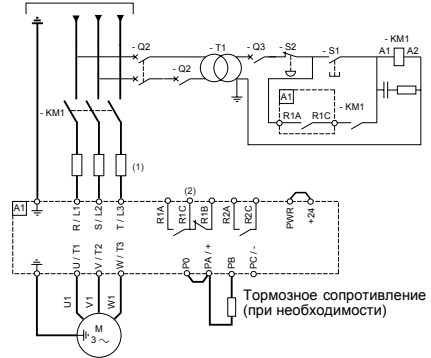 - Q2
- T1
- Q3
- S2
- S1
- KM1
A1
A2
- Q2
A1
- KM1
R1A
R1C
- KM1
(1)
(2)
A1
R / L1
S / L2
T / L3
R1A
R1C
R1B
R2A
R2C
PWR
+24
U / T1
V / T2
W / T3
P0
PA / +
PB
PC / -
U1
V1
W1
M
3 ~
Тормозное сопротивление
(при необходимости)